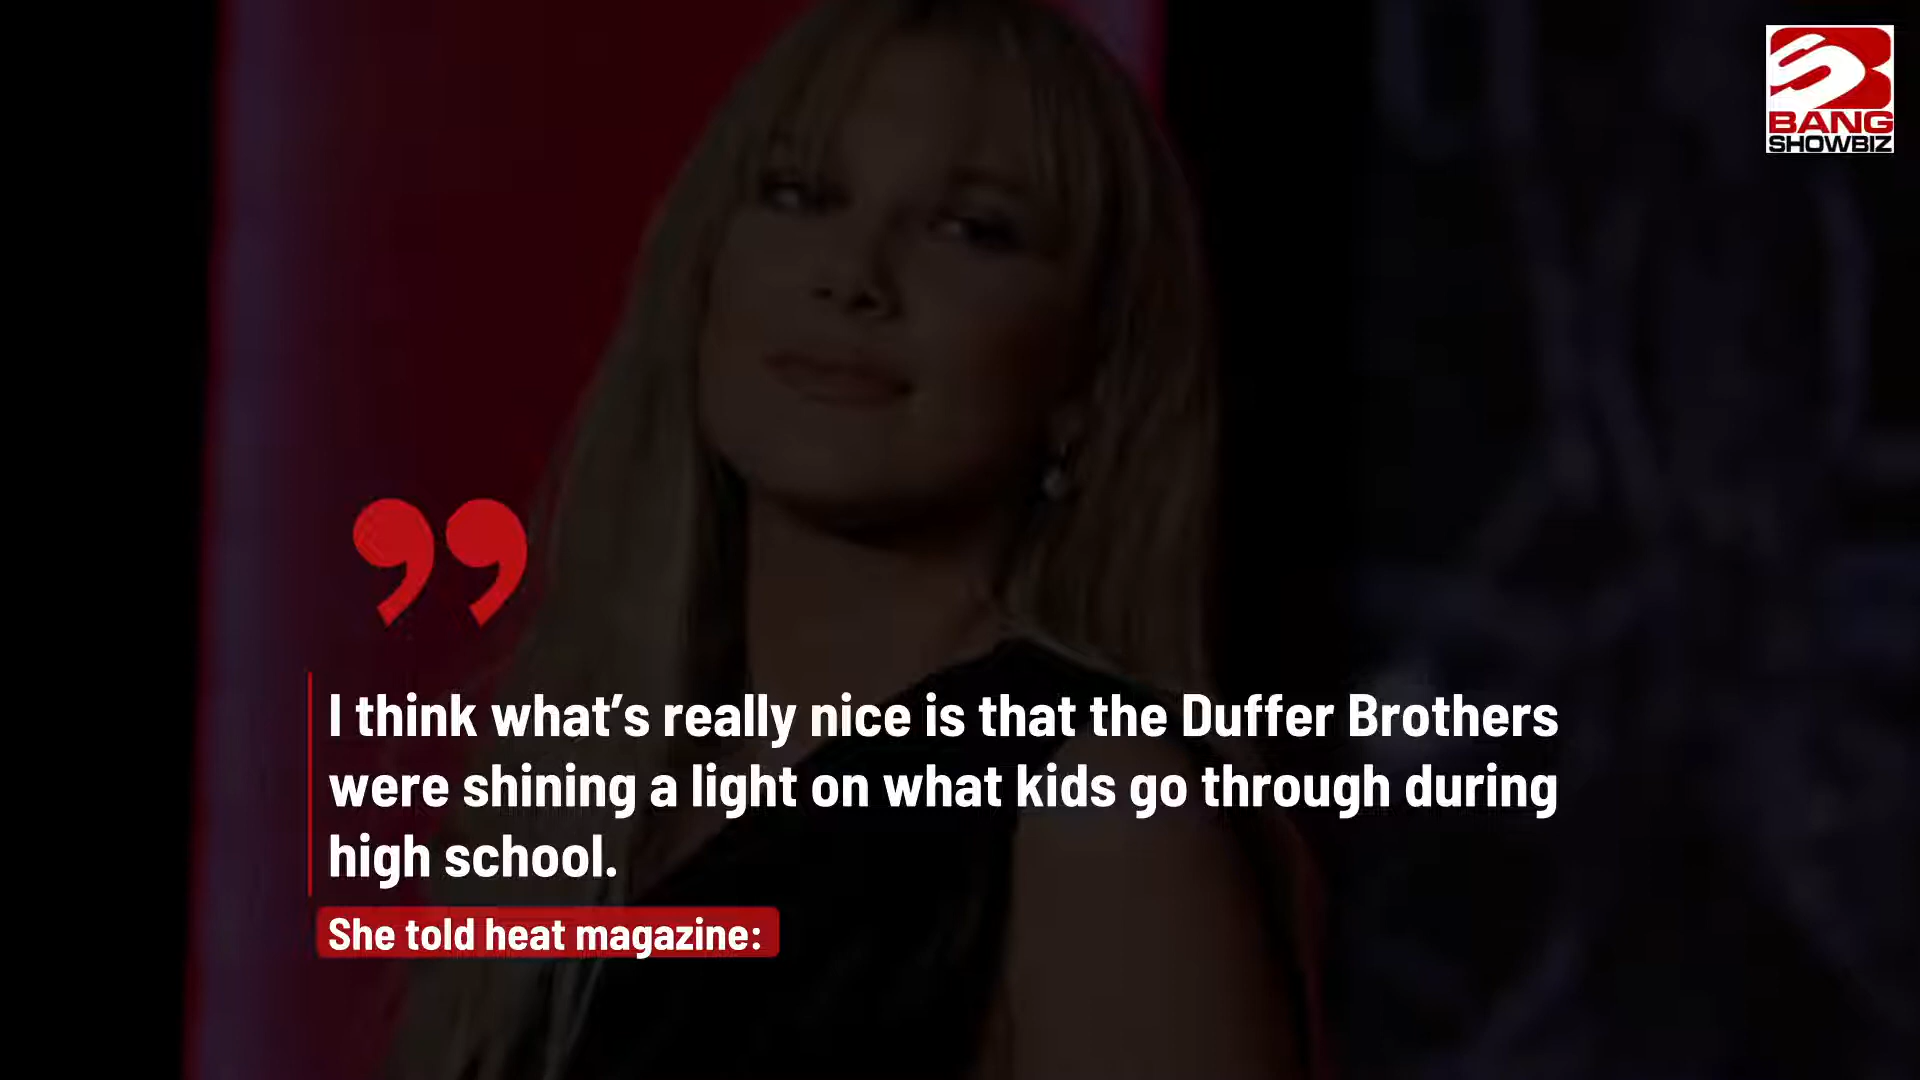 BANG
SHOWBIZ
”
I think what’s really nice is that the Duffer Brothers
were shining a light on what kids go through during
high school.
She told heat magazine: